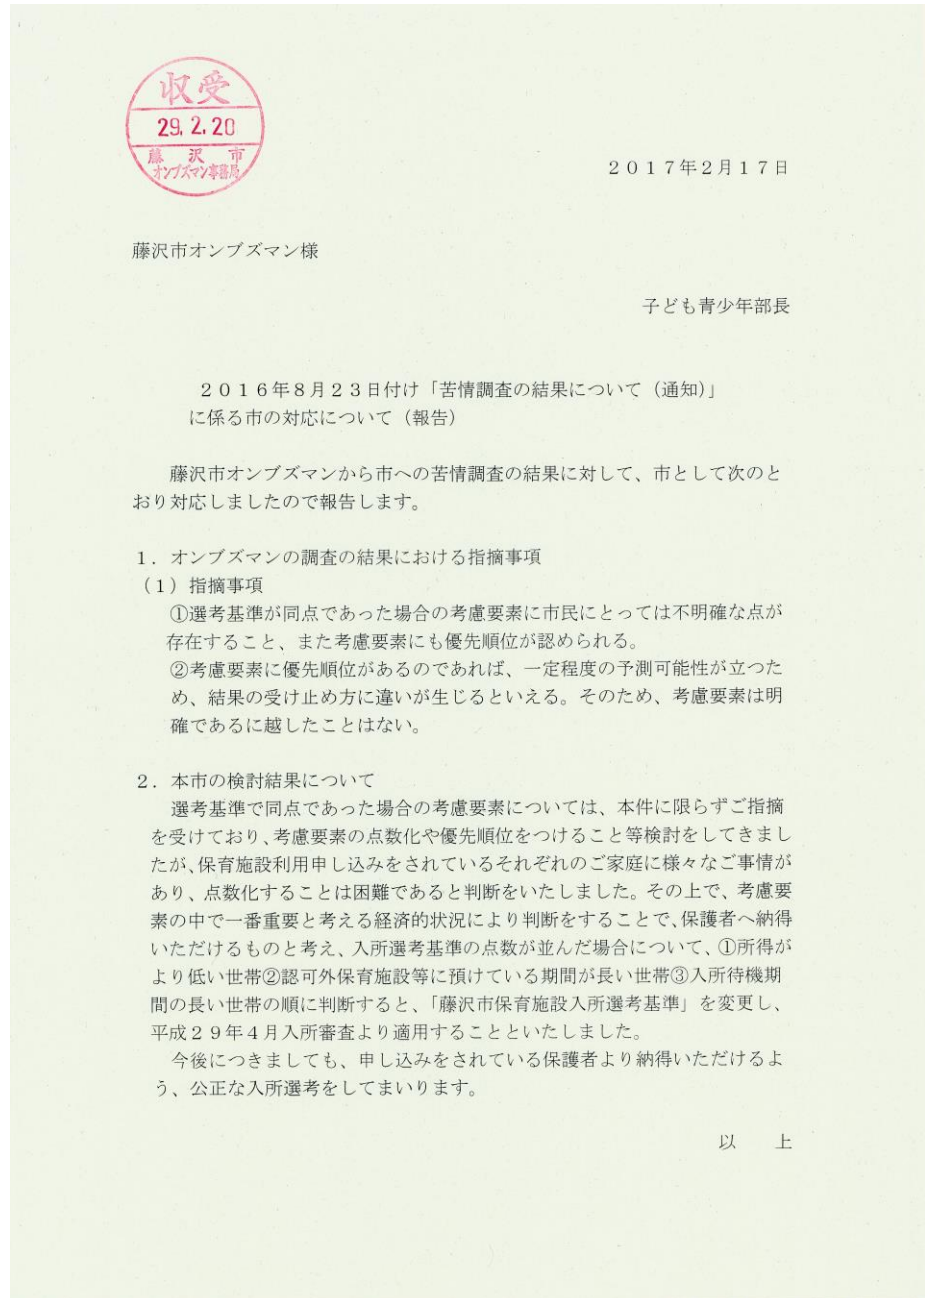 収受
29.2.20
藤沢市
オンブズマン事務局
２０１７年２月１７日
藤沢市オンブズマン様
子ども青少年部長
２０１６年８月２３日付け「苦情調査の結果について（通知）」
に係る市の対応について（報告）
藤沢市オンブズマンから市への苦情調査の結果に対して、市として次のと
おり対応しましたので報告します。
１．オンブズマンの調査の結果における指摘事項
（１）指摘事項
①選考基準が同点であった場合の考慮要素に市民にとっては不明確な点が
存在すること、また考慮要素にも優先順位が認められる。
②考慮要素に優先順位があるのであれば、一定程度の予測可能性が立つた
め、結果の受け止め方に違いが生じるといえる。そのため、考慮要素は明
確であるに越したことはない。
２．本市の検討結果について
選考基準で同点であった場合の考慮要素については、本件に限らずご指摘
を受けており、考慮要素の点数化や優先順位をつけること等検討をしてきまし
たが、保育施設利用申し込みをされているそれぞれのご家庭に様々なご事情が
あり、点数化することは困難であると判断をいたしました。その上で、考慮要
素の中で一番重要と考える経済的状況により判断をすることで、保護者へ納得
いただけるものと考え、入所選考基準の点数が並んだ場合について、①所得が
より低い世帯②認可外保育施設等に預けている期間が長い世帯③入所待機期
間の長い世帯の順に判断すると、「藤沢市保育施設入所選考基準」を変更し、
平成２９年４月入所審査より適用することといたしました。
今後につきましても、申し込みをされている保護者より納得いただけるよ
う、公正な入所選考をしてまいります。
以　上